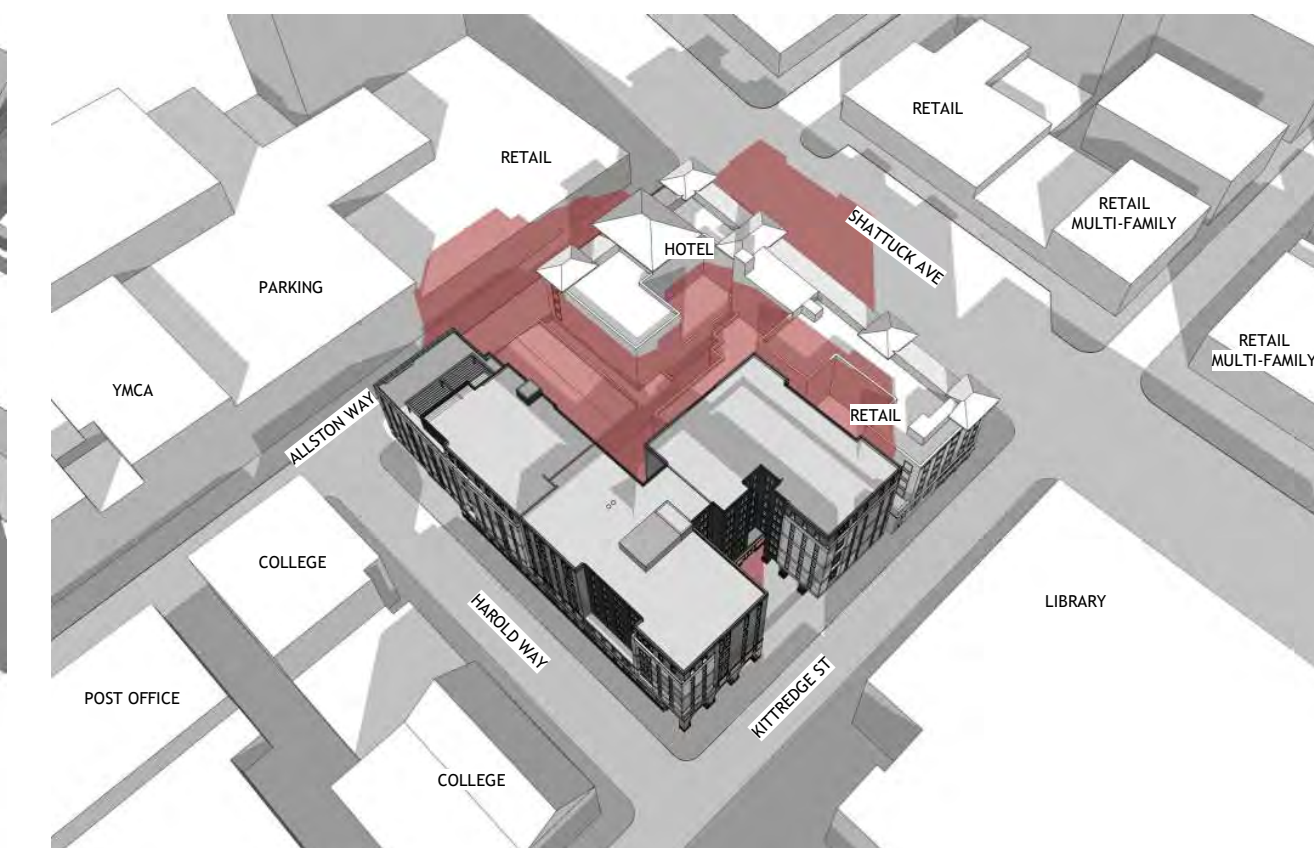 RETAIL
RETAIL
RETAIL
MULTI-FAMILY
SHATTUCK AVE
HOTEL
PARKING
RETAIL
MULTI-FAMILY
YMCA
ALLSTON WAY
RETAIL
COLLEGE
HAROLD WAY
LIBRARY
POST OFFICE
KITTREDGE ST
COLLEGE